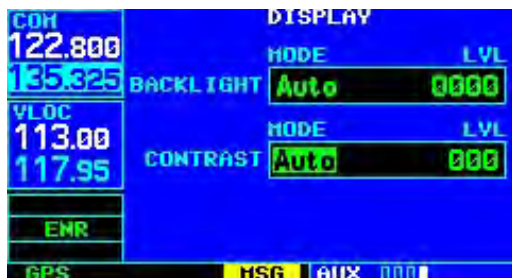 COM
122.800
135.325
VLOC
113.00
117.95
ENR
GPS
DISPLAY
MODE LVL
BACKLIGHT Auto 0000
MODE LVL
CONTRAST Auto 000
MSG AUX